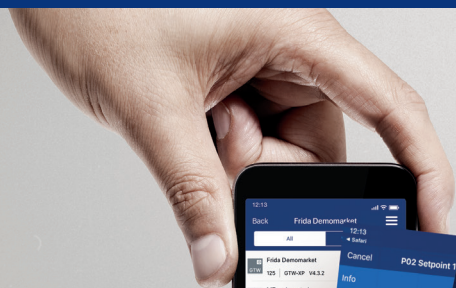 12:13
Back Frida Demomarket
All
Frida Demomarket
GTW 125 GTW-XP V4.3.2
12:13
Safari
Cancel P02 Setpoint 1
Info